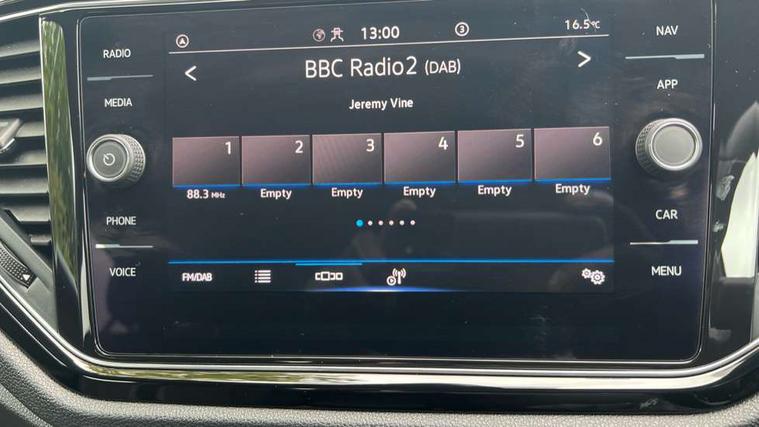 RADIO
MEDIA
PHONE
VOICE
A
13:00
3
16.5°C
BBC Radio2 (DAB)
Jeremy Vine
1 2 3 4 5 6
88.3 MHz Empty Empty Empty Empty Empty
FM/DAB
NAV
APP
CAR
MENU